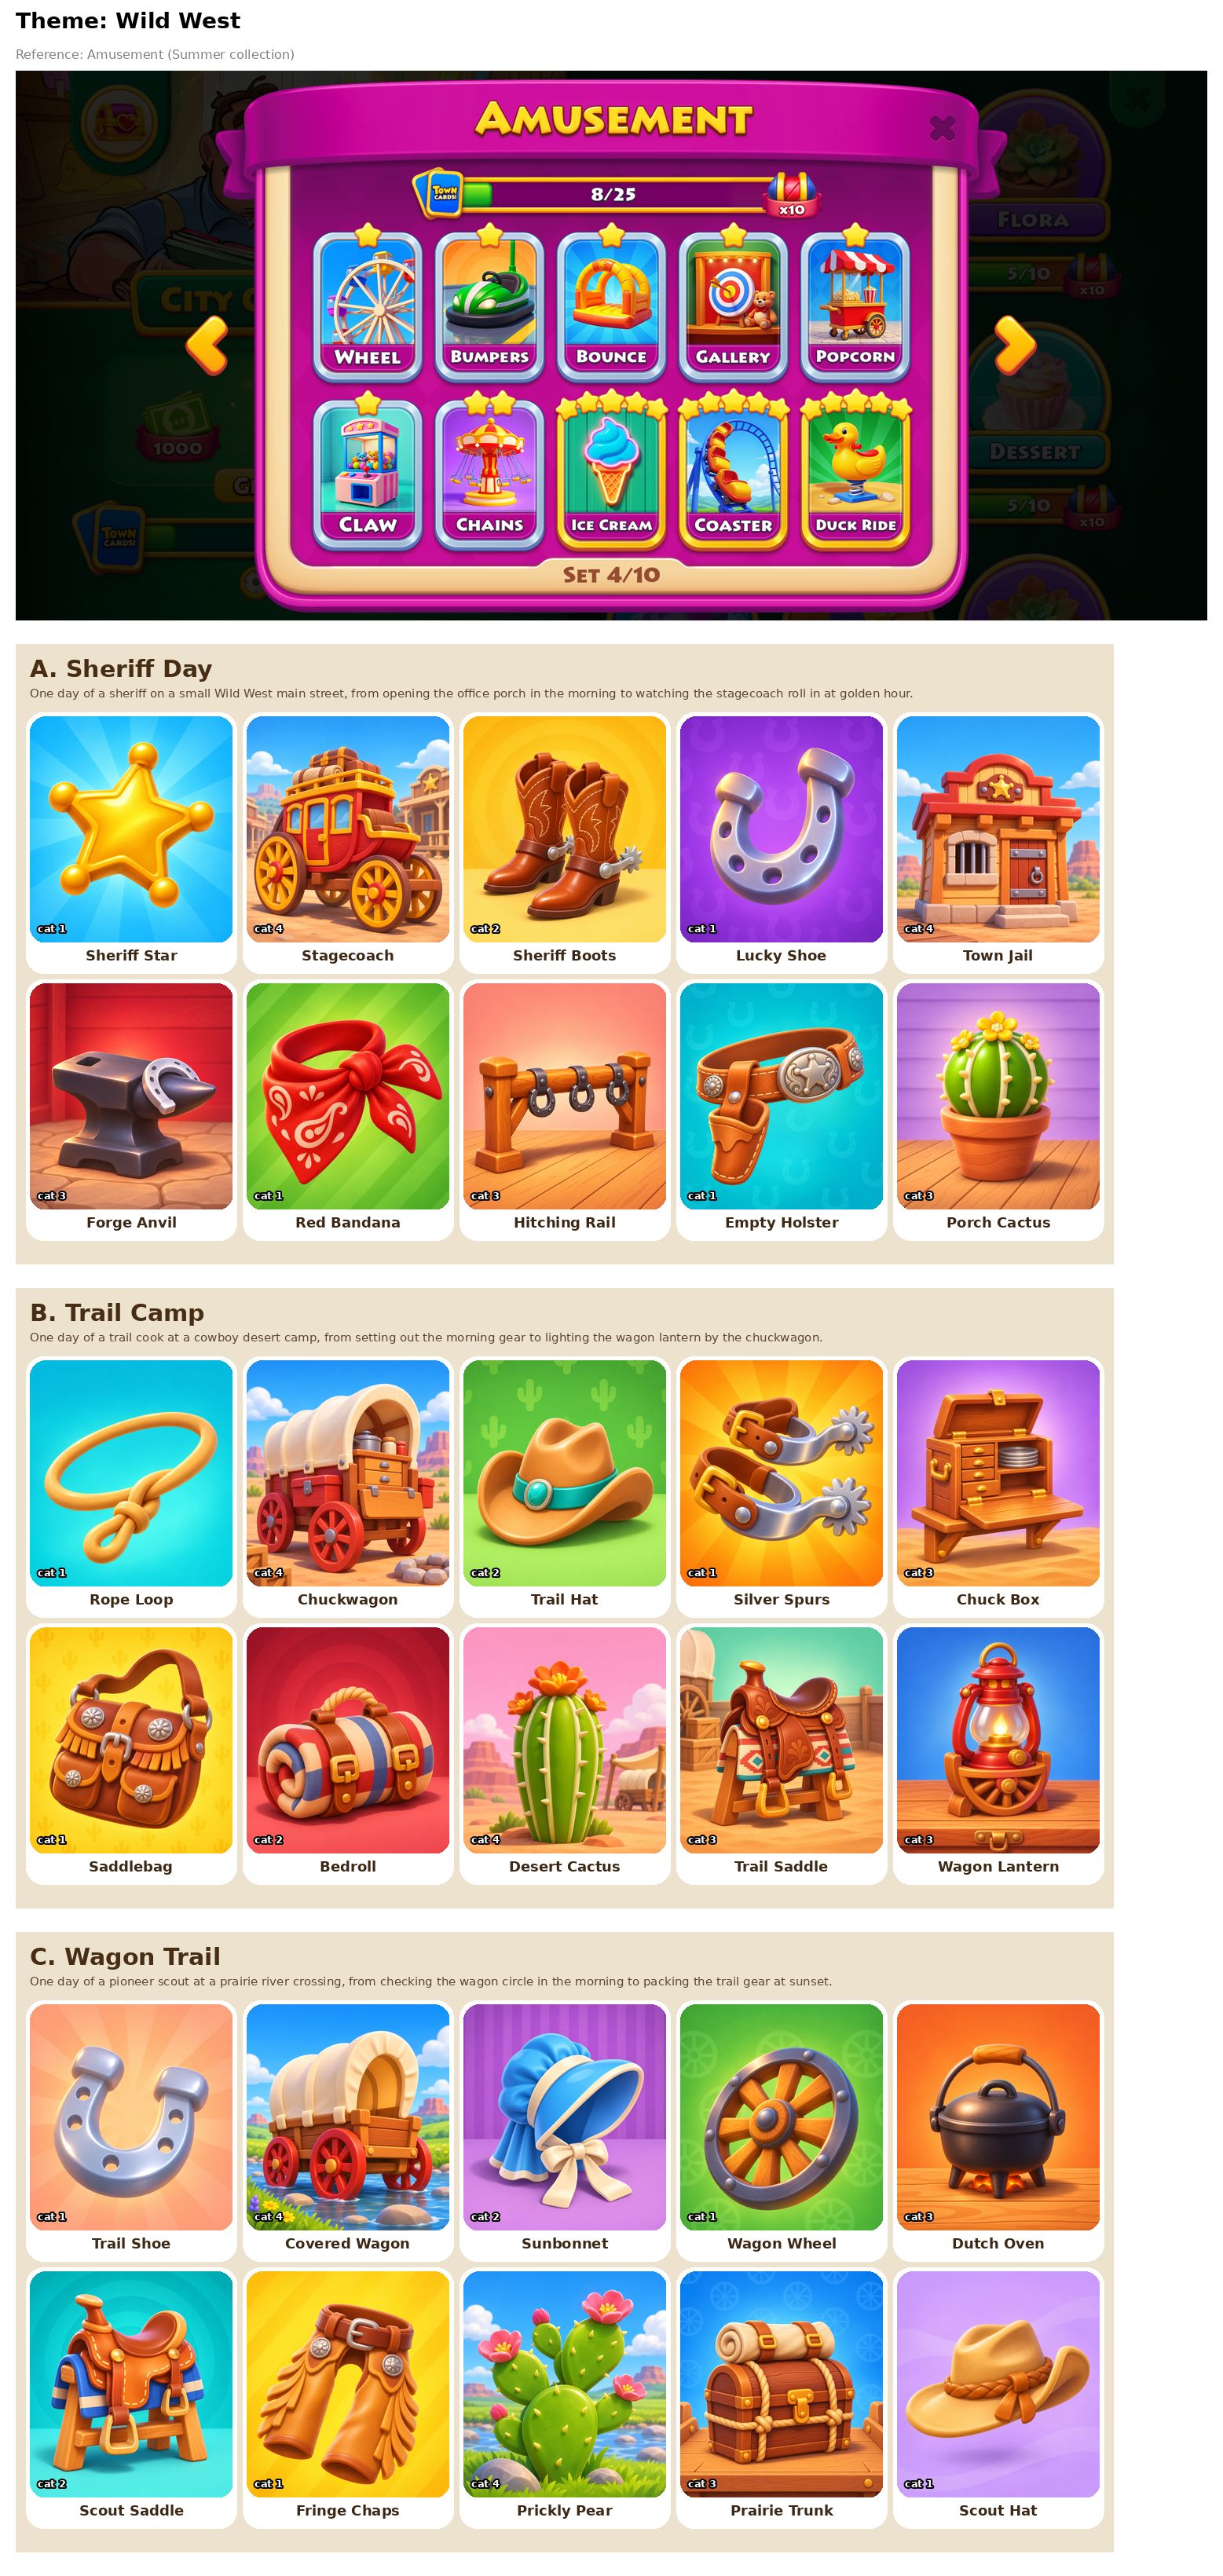 Theme: Wild West
Reference: Amusement (Summer collection)
AMUSEMENT
TOWN CARDS!
8/25
x10
WHEEL
BUMPERS
BOUNCE
GALLERY
POPCORN
CLAW
CHAINS
ICE CREAM
COASTER
DUCK RIDE
SET 4/10
CITY
1000
TOWN CARDS!
FLORA
5/10
x10
DESSERT
5/10
x10
A. Sheriff Day
One day of a sheriff on a small Wild West main street, from opening the office porch in the morning to watching the stagecoach roll in at golden hour.
cat 1
cat 4
cat 2
cat 1
cat 4
Sheriff Star
Stagecoach
Sheriff Boots
Lucky Shoe
Town Jail
cat 3
cat 1
cat 3
cat 1
cat 3
Forge Anvil
Red Bandana
Hitching Rail
Empty Holster
Porch Cactus
B. Trail Camp
One day of a trail cook at a cowboy desert camp, from setting out the morning gear to lighting the wagon lantern by the chuckwagon.
cat 1
cat 4
cat 2
cat 1
cat 3
Rope Loop
Chuckwagon
Trail Hat
Silver Spurs
Chuck Box
cat 1
cat 2
cat 4
cat 3
cat 3
Saddlebag
Bedroll
Desert Cactus
Trail Saddle
Wagon Lantern
C. Wagon Trail
One day of a pioneer scout at a prairie river crossing, from checking the wagon circle in the morning to packing the trail gear at sunset.
cat 1
cat 4
cat 2
cat 1
cat 3
Trail Shoe
Covered Wagon
Sunbonnet
Wagon Wheel
Dutch Oven
cat 2
cat 1
cat 4
cat 3
cat 1
Scout Saddle
Fringe Chaps
Prickly Pear
Prairie Trunk
Scout Hat